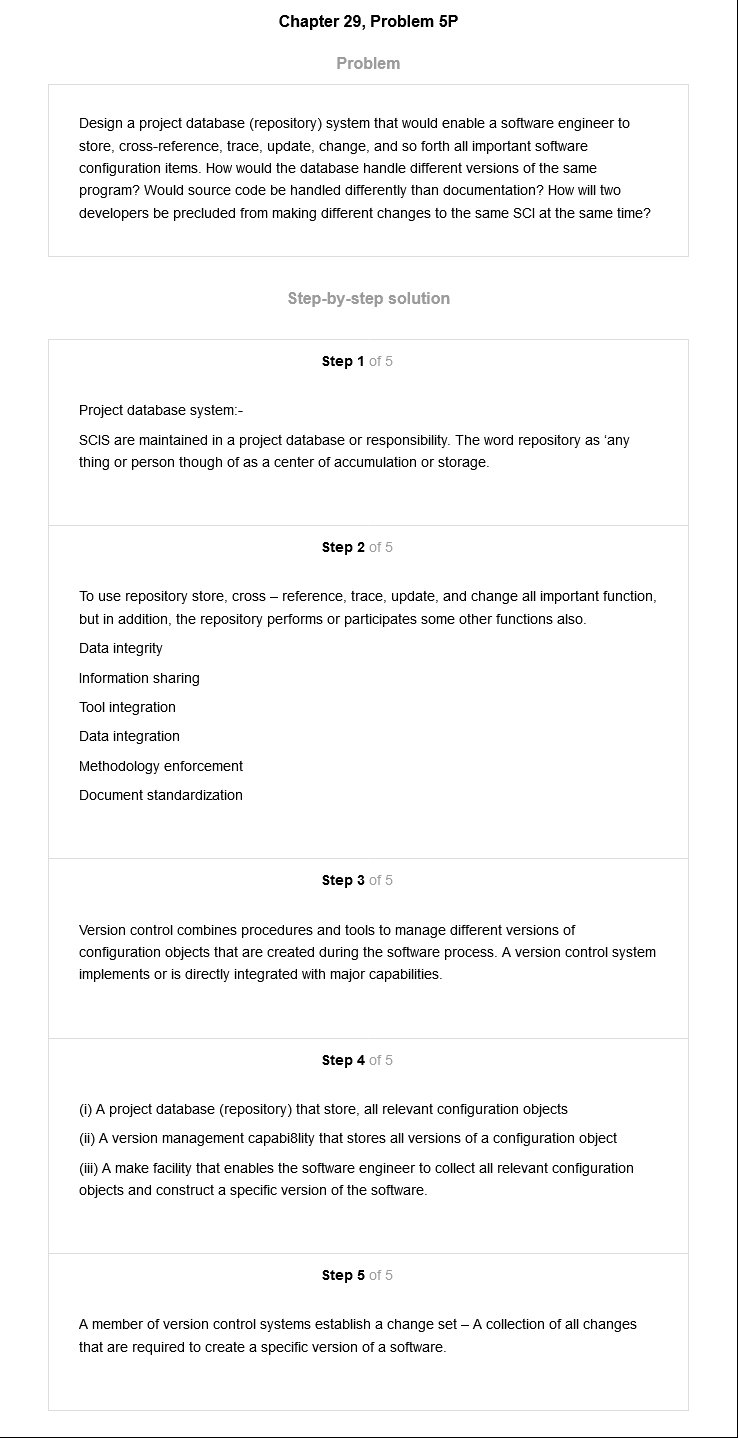 Chapter 29, Problem 5P
Problem
Design a project database (repository) system that would enable a software engineer to
store, cross-reference, trace, update, change, and so forth all important software
configuration items. How would the database handle different versions of the same
program? Would source code be handled differently than documentation? How will two
developers be precluded from making different changes to the same SCI at the same time?
Step-by-step solution
Step 1 of 5
Project database system:-
SCIS are maintained in a project database or responsibility. The word repository as ‘any
thing or person though of as a center of accumulation or storage.
Step 2 of 5
To use repository store, cross – reference, trace, update, and change all important function,
but in addition, the repository performs or participates some other functions also.
Data integrity
Information sharing
Tool integration
Data integration
Methodology enforcement
Document standardization
Step 3 of 5
Version control combines procedures and tools to manage different versions of
configuration objects that are created during the software process. A version control system
implements or is directly integrated with major capabilities.
Step 4 of 5
(i) A project database (repository) that store, all relevant configuration objects
(ii) A version management capabi8lity that stores all versions of a configuration object
(iii) A make facility that enables the software engineer to collect all relevant configuration
objects and construct a specific version of the software.
Step 5 of 5
A member of version control systems establish a change set – A collection of all changes
that are required to create a specific version of a software.